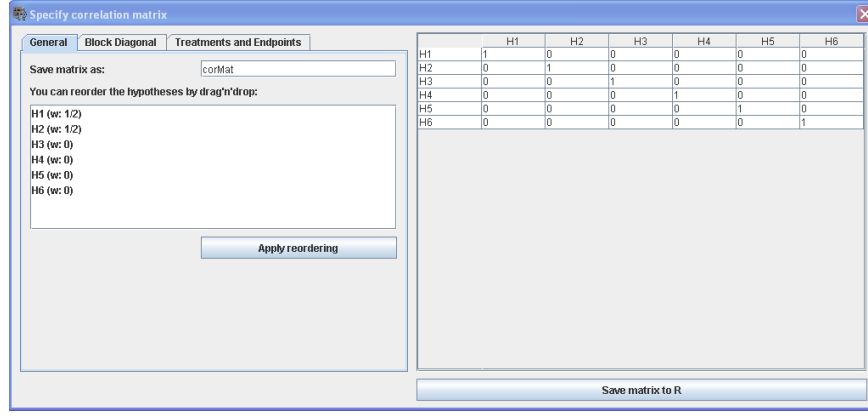 Specify correlation matrix
General Block Diagonal Treatments and Endpoints
Save matrix as: corMat
You can reorder the hypotheses by drag'n'drop:
H1 (w: 1/2)
H2 (w: 1/2)
H3 (w: 0)
H4 (w: 0)
H5 (w: 0)
H6 (w: 0)
Apply reordering
H1 H2 H3 H4 H5 H6
H1 1 0 0 0 0 0
H2 0 1 0 0 0 0
H3 0 0 1 0 0 0
H4 0 0 0 1 0 0
H5 0 0 0 0 1 0
H6 0 0 0 0 0 1
Save matrix to R